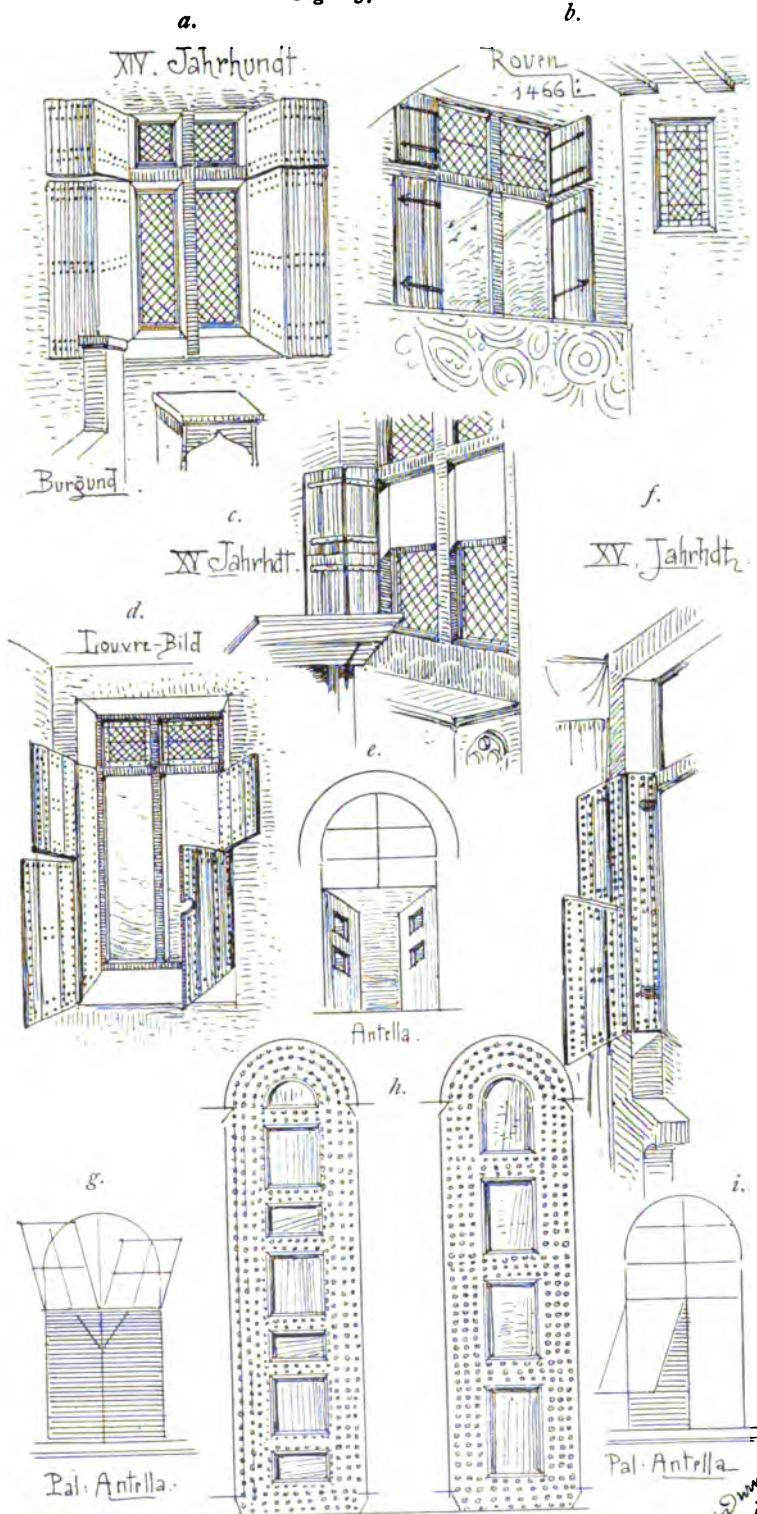 a.
b.
XIV. Jahrhundt.
Rouen
1466
Burgund.
c.
XV Jahrhdt.
f.
XV. Jahrhdt.
d.
Louvre-Bild
e.
Antella.
h.
g.
i.
Pal: Antella.
Pal: Antella